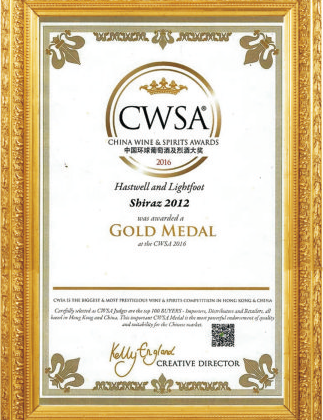 CWSA®
CHINA WINE & SPIRITS AWARDS
中国环球葡萄酒及烈酒大奖
2016
Hastwell and Lightfoot
Shiraz 2012
was awarded a
GOLD MEDAL
at the CWSA 2016
CWSA IS THE BIGGEST & MOST PRESTIGIOUS WINE & SPIRITS COMPETITION IN HONG KONG & CHINA
Carefully selected as CWSA Judges are the top 100 BUYERS - Importers, Distributors and Retailers, all
based in Hong Kong and China. This important CWSA Medal is the most powerful endorsement of quality
and suitability for the Chinese market.
Kelly England
CREATIVE DIRECTOR